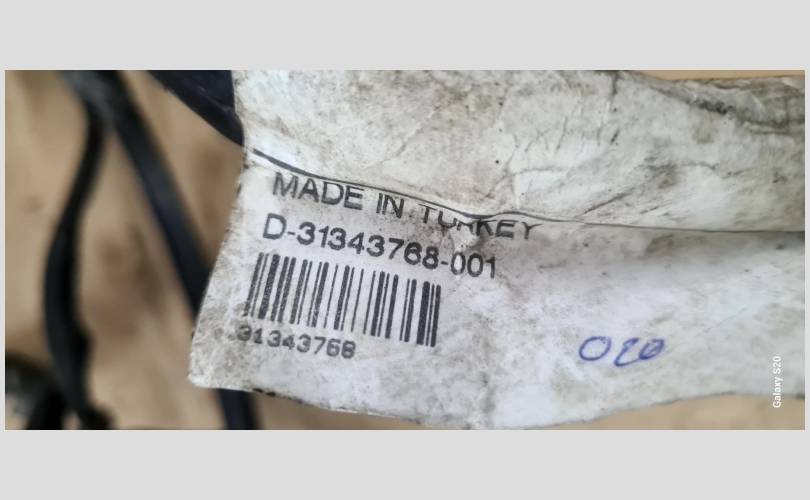 MADE IN TURKEY
D-31343768-001
31343768
020
Galaxy S20